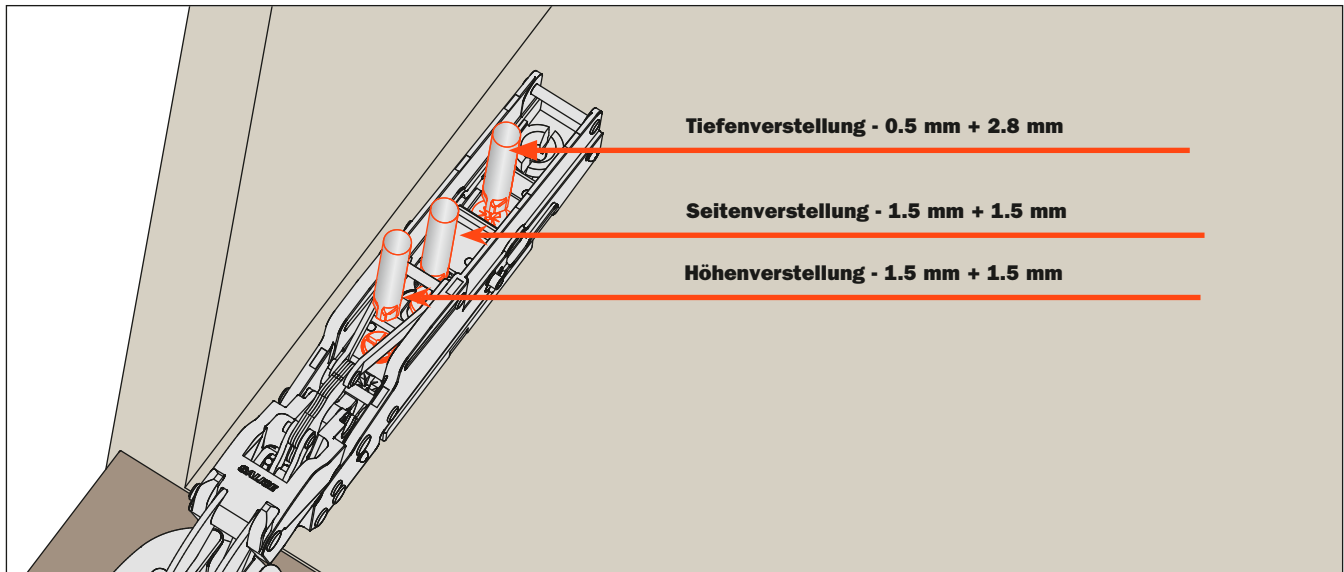 Tiefenverstellung - 0.5 mm + 2.8 mm
Seitenverstellung - 1.5 mm + 1.5 mm
Höhenverstellung - 1.5 mm + 1.5 mm
SALICE